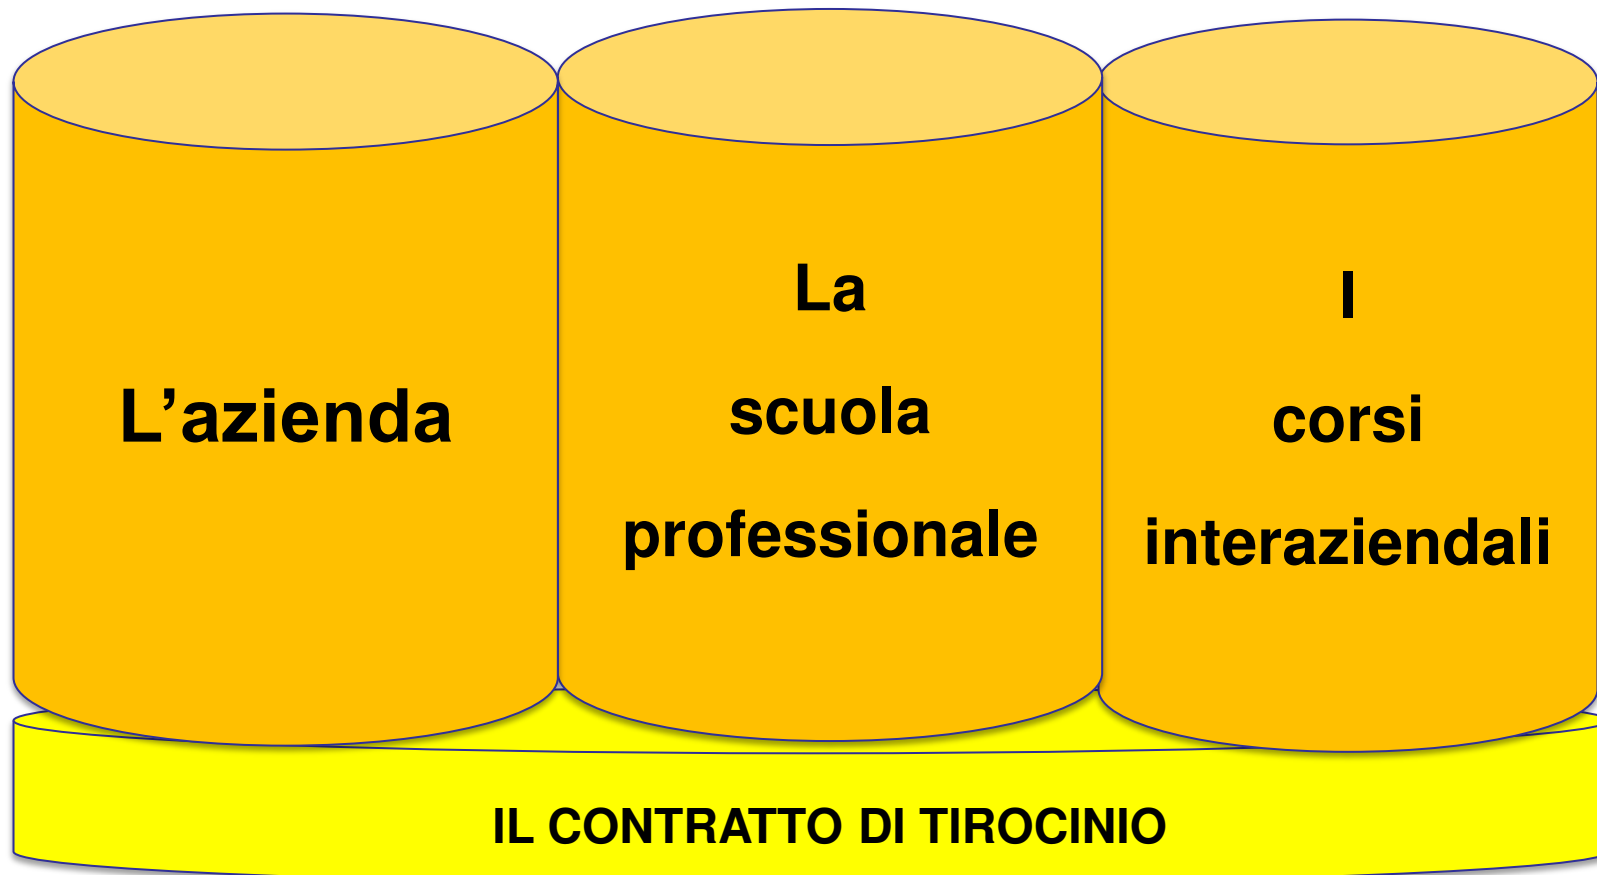 L’azienda
La
scuola
professionale
I
corsi
interaziendali
IL CONTRATTO DI TIROCINIO